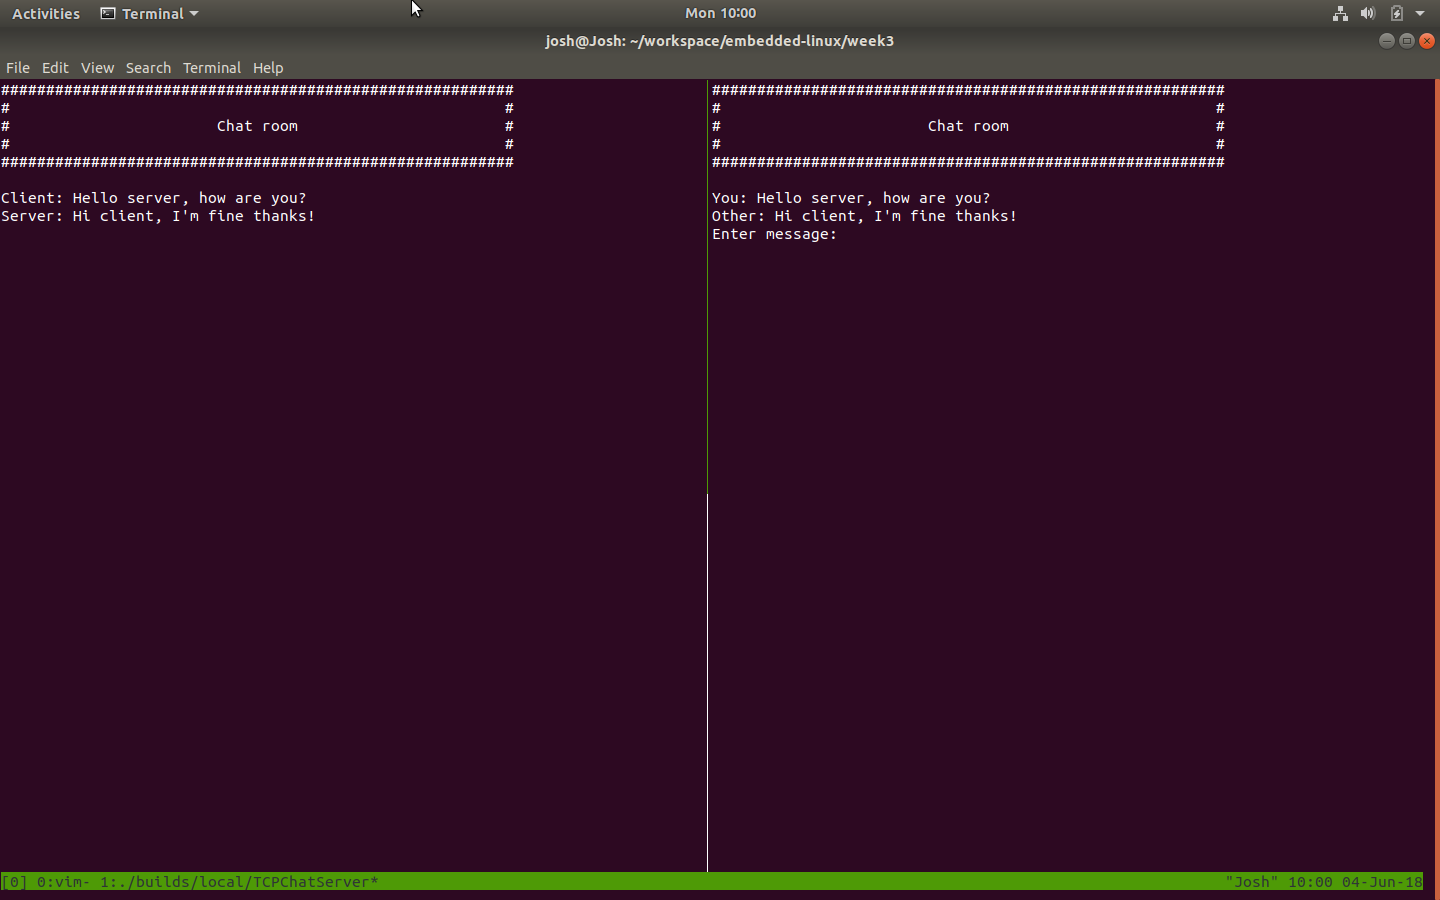 Activities Terminal Mon 10:00
josh@Josh: ~/workspace/embedded-linux/week3
File Edit View Search Terminal Help
#########################################################
# #
# Chat room #
# #
#########################################################
Client: Hello server, how are you?
Server: Hi client, I'm fine thanks!
#########################################################
# #
# Chat room #
# #
#########################################################
You: Hello server, how are you?
Other: Hi client, I'm fine thanks!
Enter message:
[0] 0:vim- 1:./builds/local/TCPChatServer* "Josh" 10:00 04-Jun-18